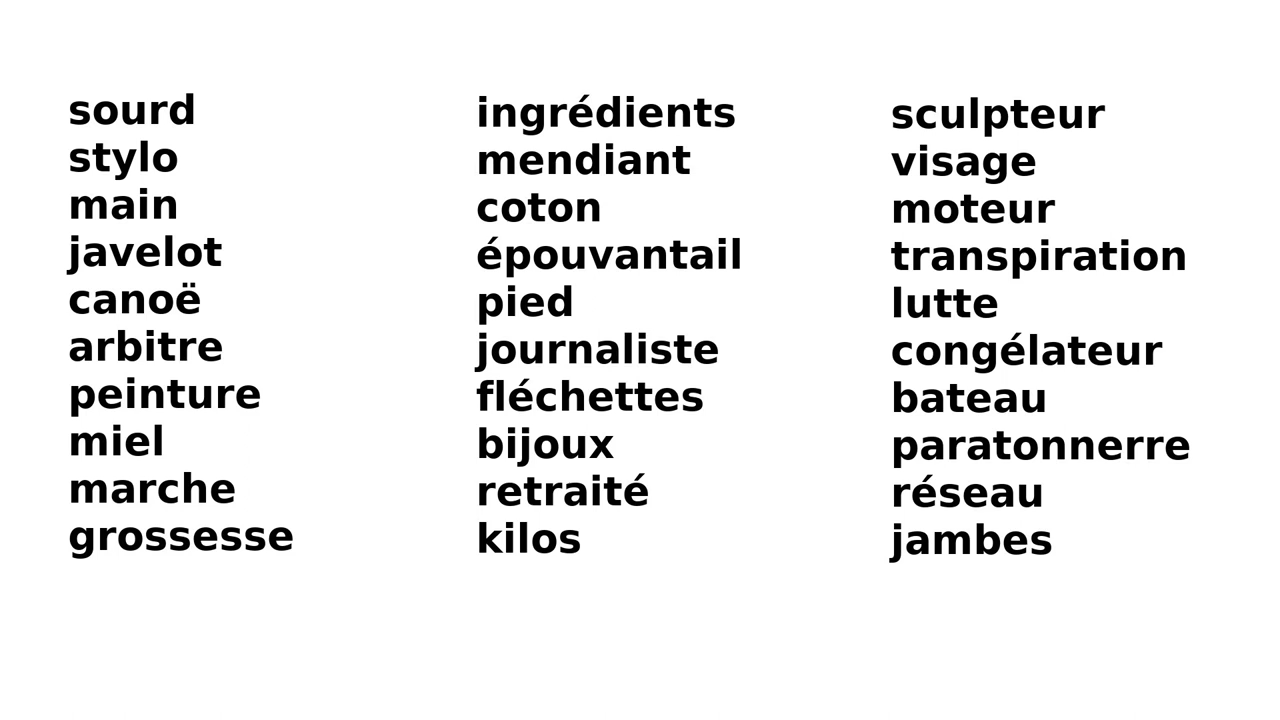 sourd
stylo
main
javelot
canoë
arbitre
peinture
miel
marche
grossesse
ingrédients
mendiant
coton
épouvantail
pied
journaliste
fléchettes
bijoux
retraité
kilos
sculpteur
visage
moteur
transpiration
lutte
congélateur
bateau
paratonnerre
réseau
jambes